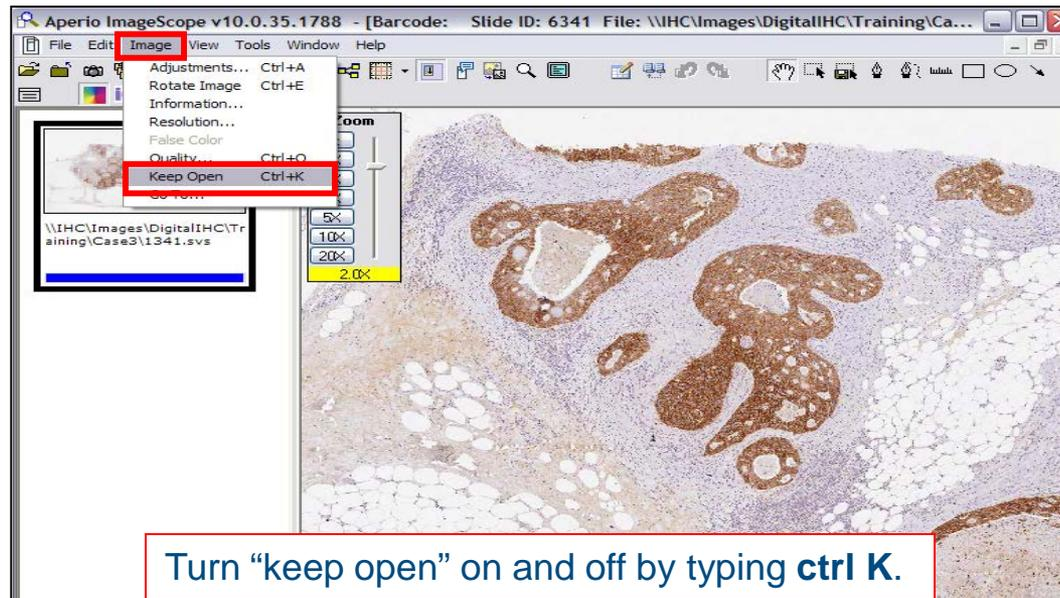 Aperio ImageScope v10.0.35.1788 - [Barcode: Slide ID: 6341 File: \\IHC\Images\DigitalIHC\Training\Ca...
File Edit Image View Tools Window Help
Adjustments... Ctrl+A
Rotate Image Ctrl+E
Information...
Resolution...
False Color
Quality... Ctrl+Q
Keep Open Ctrl+K
Go To...
Zoom
5X
10X
20X
2.0X
\\IHC\Images\DigitalIHC\Tr
aining\Case3\1341.svs
Turn “keep open” on and off by typing ctrl K.